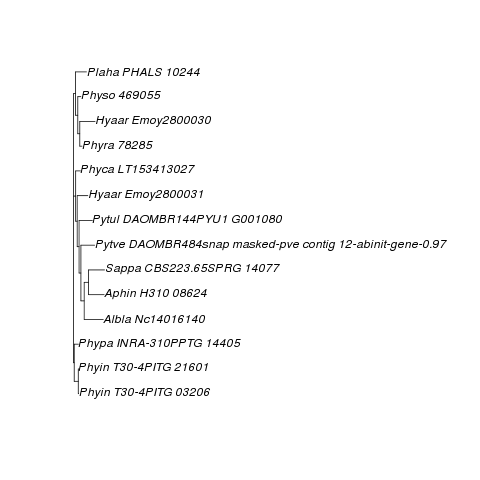 Plaha PHALS 10244
Physo 469055
Hyaar Emoy2800030
Phyra 78285
Phyca LT153413027
Hyaar Emoy2800031
Pytul DAOMBR144PYU1 G001080
Pytve DAOMBR484snap masked-pve contig 12-abinit-gene-0.97
Sappa CBS223.65SPRG 14077
Aphin H310 08624
Albla Nc14016140
Phypa INRA-310PPTG 14405
Phyin T30-4PITG 21601
Phyin T30-4PITG 03206